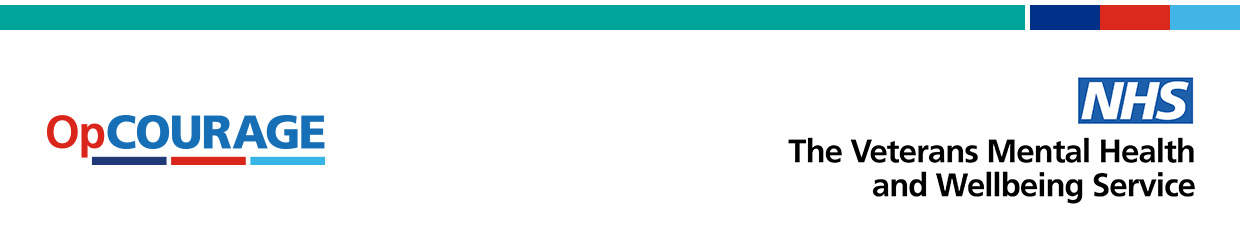 OpCOURAGE
NHS
The Veterans Mental Health
and Wellbeing Service